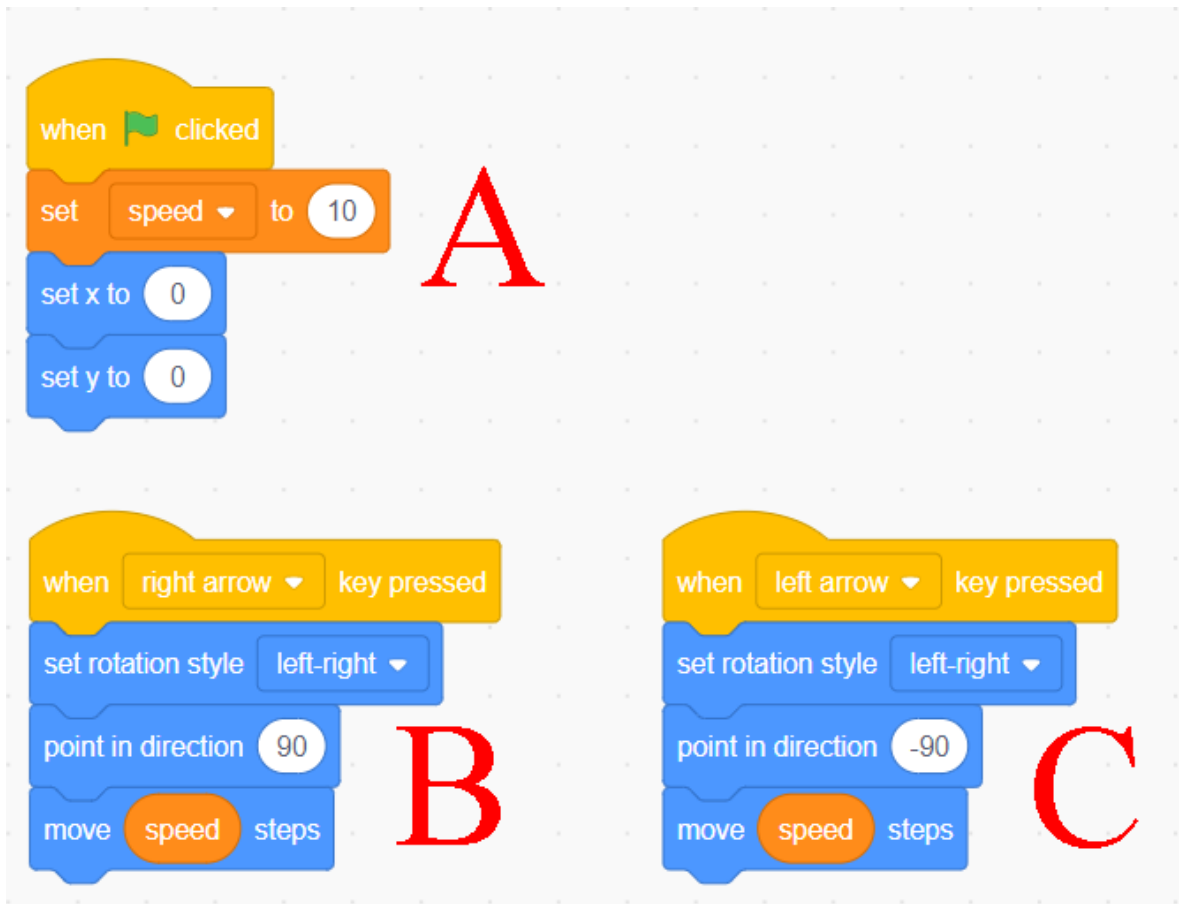 when clicked
set speed to 10
A
set x to 0
set y to 0
when right arrow key pressed
set rotation style left-right
point in direction 90
move speed steps
B
when left arrow key pressed
set rotation style left-right
point in direction -90
move speed steps
C